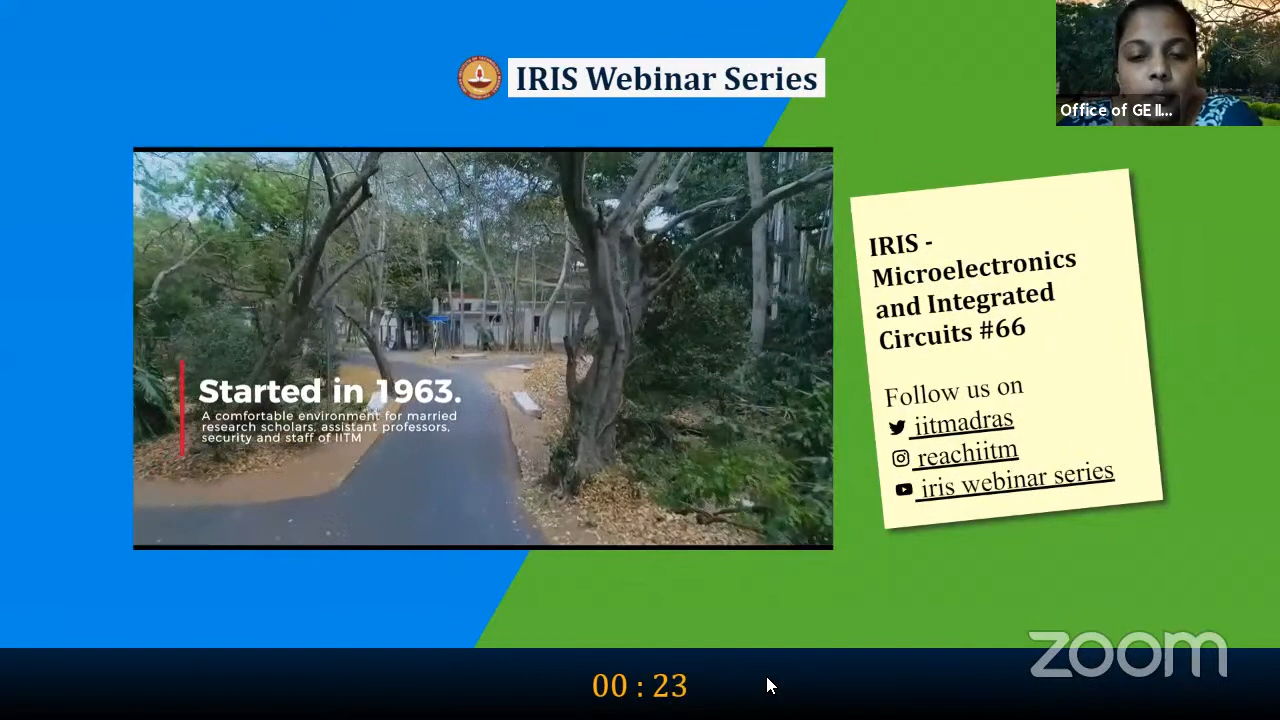 IRIS Webinar Series
Office of GE II...
Started in 1963.
A comfortable environment for married
research scholars, assistant professors,
security and staff of IITM
IRIS -
Microelectronics
and Integrated
Circuits #66
Follow us on
iitmadras
reachiitm
iris webinar series
zoom
00 : 23